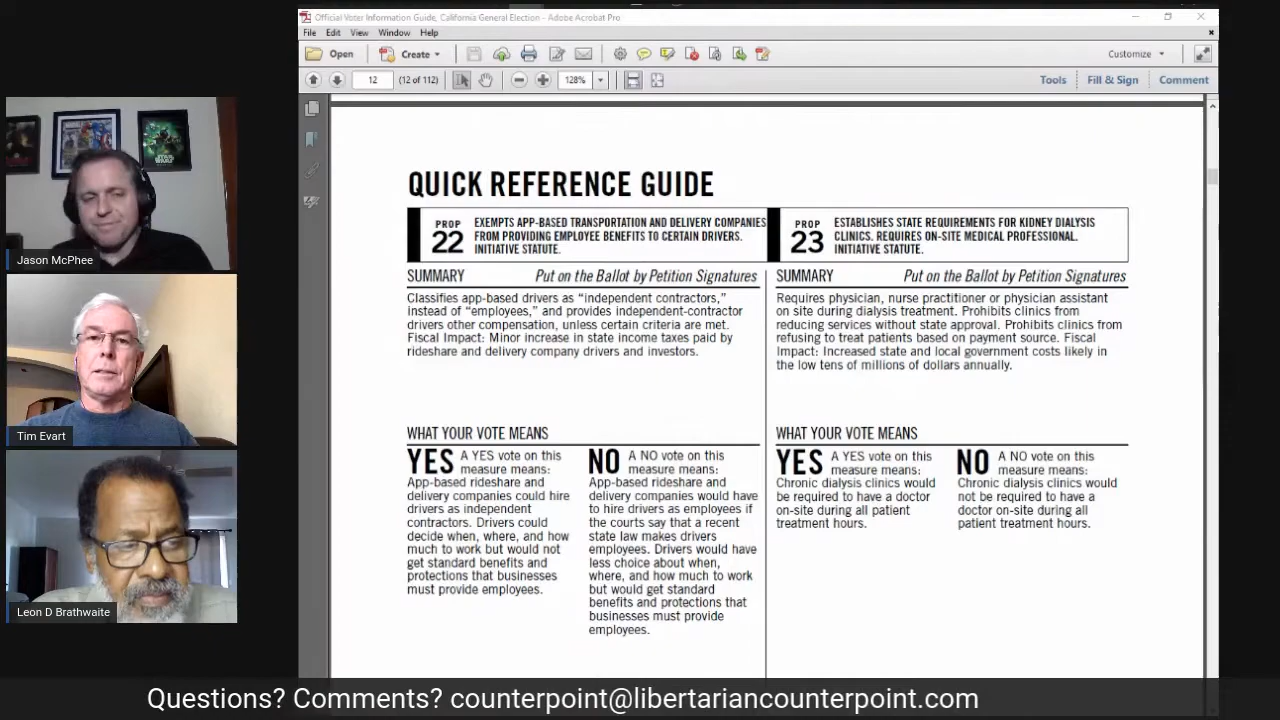 Official Voter Information Guide, California General Election - Adobe Acrobat Pro
File Edit View Window Help
Open Create Customize
12 (12 of 112) 128% Tools Fill & Sign Comment
Jason McPhee
Tim Evart
Leon D Brathwaite
QUICK REFERENCE GUIDE
PROP
22
EXEMPTS APP-BASED TRANSPORTATION AND DELIVERY COMPANIES
FROM PROVIDING EMPLOYEE BENEFITS TO CERTAIN DRIVERS.
INITIATIVE STATUTE.
SUMMARY Put on the Ballot by Petition Signatures
Classifies app-based drivers as “independent contractors,”
instead of “employees,” and provides independent-contractor
drivers other compensation, unless certain criteria are met.
Fiscal Impact: Minor increase in state income taxes paid by
rideshare and delivery company drivers and investors.
WHAT YOUR VOTE MEANS
YES A YES vote on this
measure means:
App-based rideshare and
delivery companies could hire
drivers as independent
contractors. Drivers could
decide when, where, and how
much to work but would not
get standard benefits and
protections that businesses
must provide employees.
NO A NO vote on this
measure means:
App-based rideshare and
delivery companies would have
to hire drivers as employees if
the courts say that a recent
state law makes drivers
employees. Drivers would have
less choice about when,
where, and how much to work
but would get standard
benefits and protections that
businesses must provide
employees.
PROP
23
ESTABLISHES STATE REQUIREMENTS FOR KIDNEY DIALYSIS
CLINICS. REQUIRES ON-SITE MEDICAL PROFESSIONAL.
INITIATIVE STATUTE.
SUMMARY Put on the Ballot by Petition Signatures
Requires physician, nurse practitioner or physician assistant
on site during dialysis treatment. Prohibits clinics from
reducing services without state approval. Prohibits clinics from
refusing to treat patients based on payment source. Fiscal
Impact: Increased state and local government costs likely in
the low tens of millions of dollars annually.
WHAT YOUR VOTE MEANS
YES A YES vote on this
measure means:
Chronic dialysis clinics would
be required to have a doctor
on-site during all patient
treatment hours.
NO A NO vote on this
measure means:
Chronic dialysis clinics would
not be required to have a
doctor on-site during all
patient treatment hours.
Questions? Comments? counterpoint@libertariancounterpoint.com